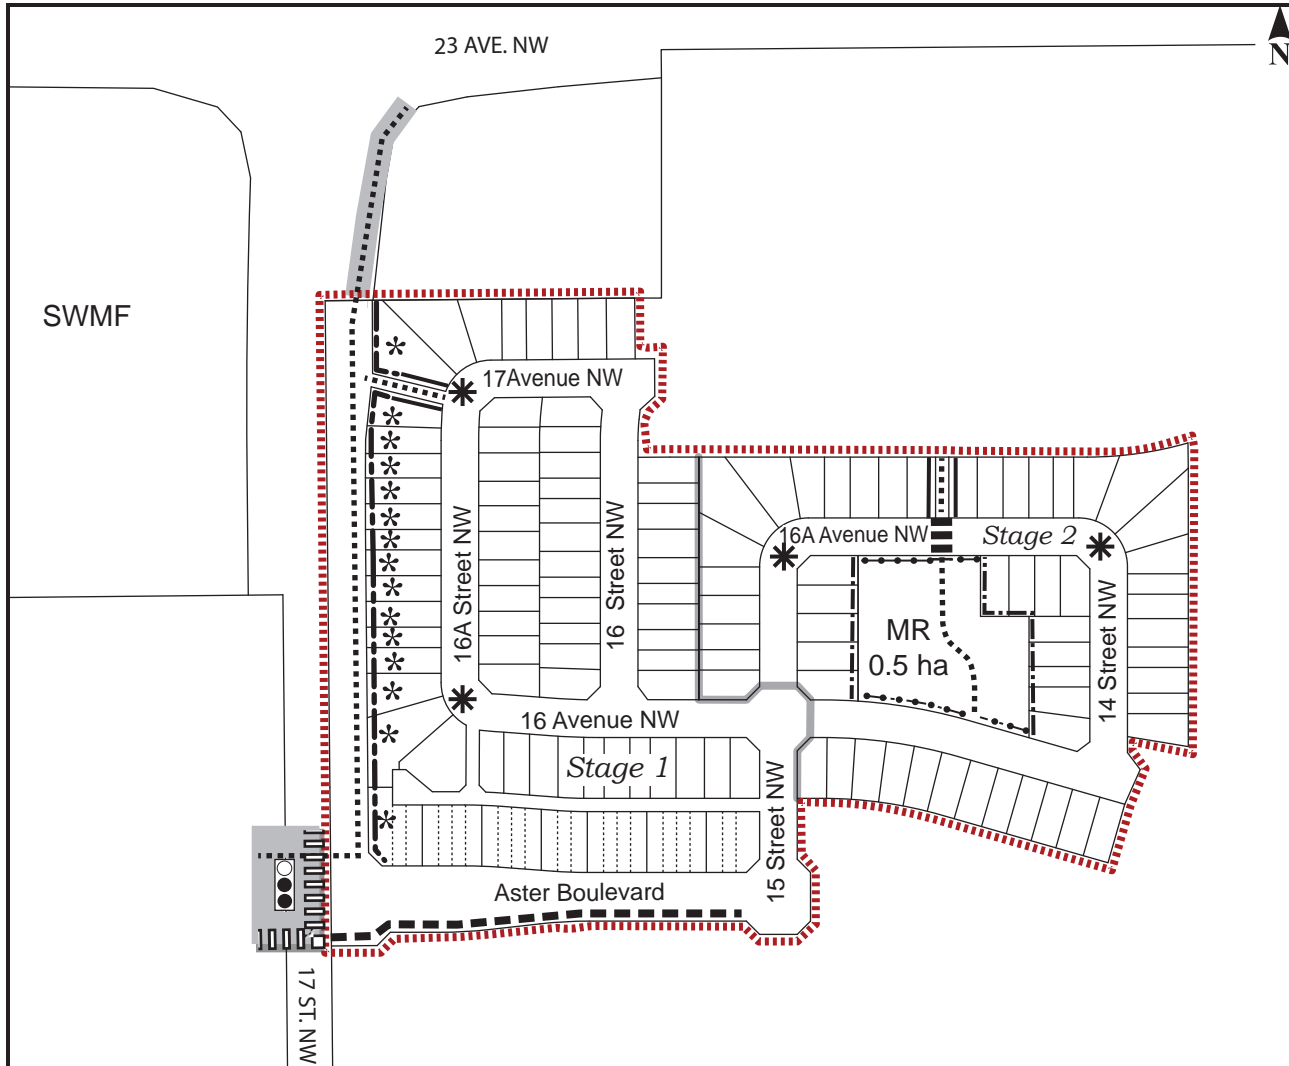 23 AVE. NW
N
SWMF
17Avenue NW
16A Street NW
16 Street NW
16A Avenue NW
Stage 2
MR
0.5 ha
14 Street NW
16 Avenue NW
Stage 1
15 Street NW
Aster Boulevard
17 ST. NW